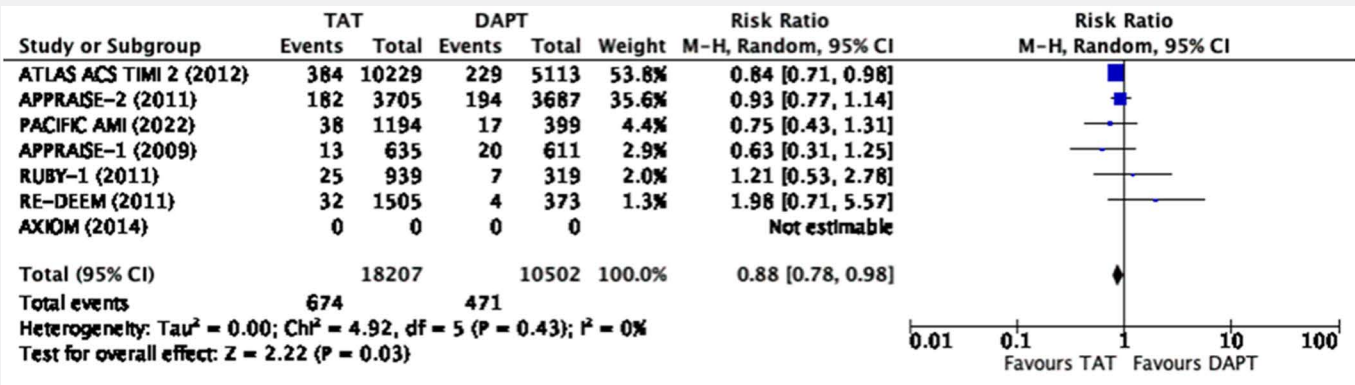 TAT DAPT Risk Ratio Risk Ratio
Study or Subgroup Events Total Events Total Weight M-H, Random, 95% CI M-H, Random, 95% CI
ATLAS ACS TIMI 2 (2012) 384 10229 229 5113 53.8% 0.84 [0.71, 0.98]
APPRAISE-2 (2011) 182 3705 194 3687 35.6% 0.93 [0.77, 1.14]
PACIFIC AMI (2022) 38 1194 17 399 4.4% 0.75 [0.43, 1.31]
APPRAISE-1 (2009) 13 635 20 611 2.9% 0.63 [0.31, 1.25]
RUBY-1 (2011) 25 939 7 319 2.0% 1.21 [0.53, 2.78]
RE-DEEM (2011) 32 1505 4 373 1.3% 1.98 [0.71, 5.57]
AXIOM (2014) 0 0 0 0 Not estimable
Total (95% CI) 18207 10502 100.0% 0.88 [0.78, 0.98]
Total events 674 471
Heterogeneity: Tau² = 0.00; Chi² = 4.92, df = 5 (P = 0.43); I² = 0%
Test for overall effect: Z = 2.22 (P = 0.03)
0.01 0.1 1 10 100
Favours TAT Favours DAPT